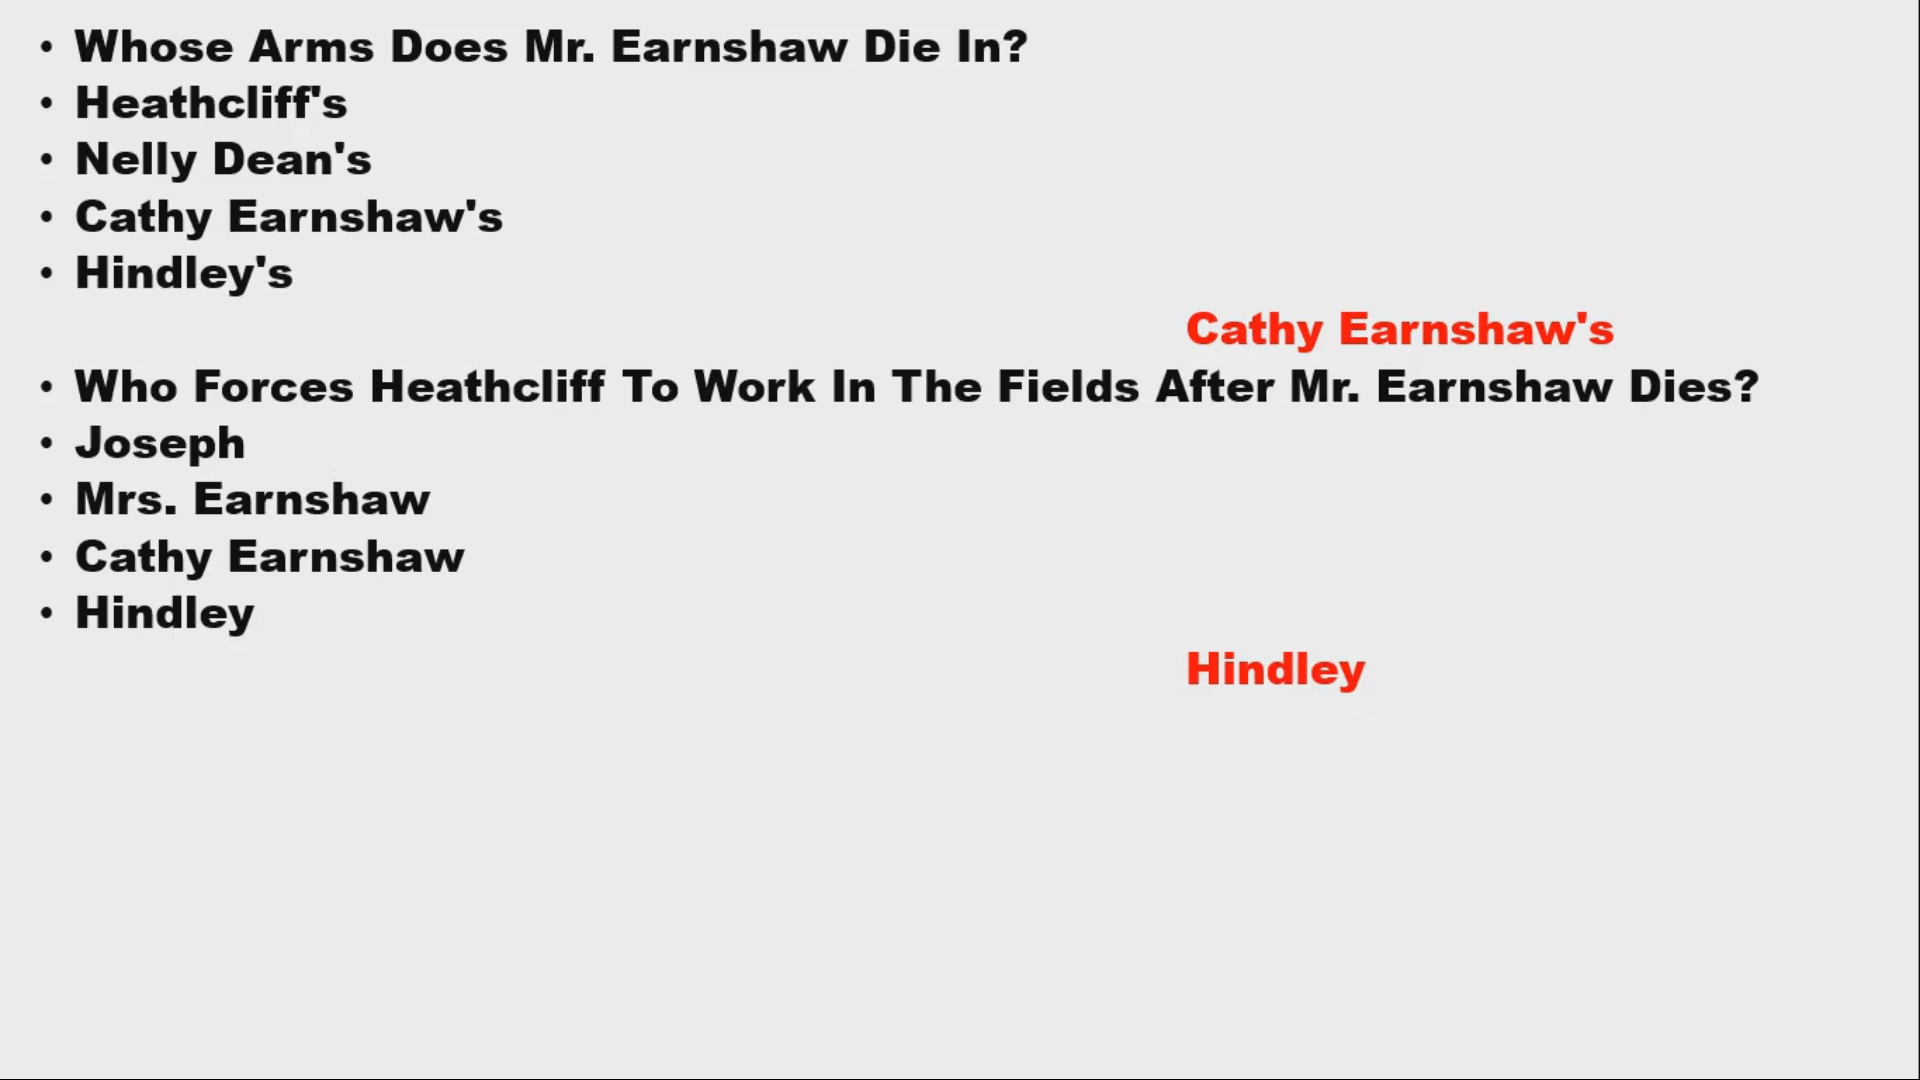 • Whose Arms Does Mr. Earnshaw Die In?
• Heathcliff's
• Nelly Dean's
• Cathy Earnshaw's
• Hindley's
Cathy Earnshaw's
• Who Forces Heathcliff To Work In The Fields After Mr. Earnshaw Dies?
• Joseph
• Mrs. Earnshaw
• Cathy Earnshaw
• Hindley
Hindley